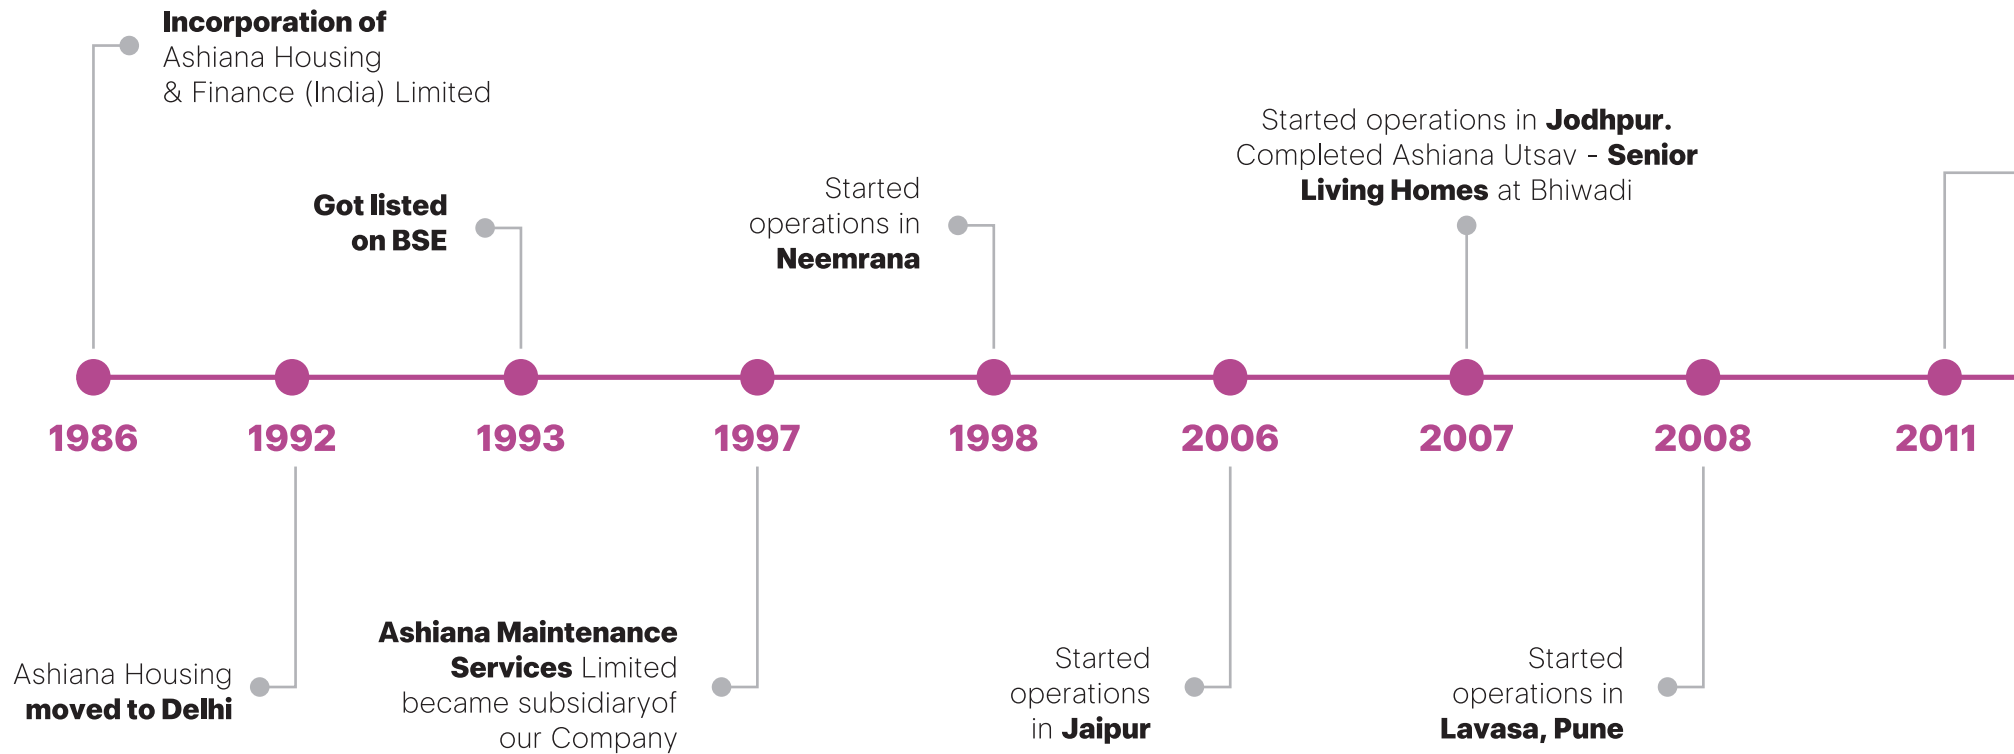 Incorporation of
Ashiana Housing
& Finance (India) Limited
Got listed
on BSE
Started
operations in
Neemrana
Started operations in Jodhpur.
Completed Ashiana Utsav - Senior
Living Homes at Bhiwadi
1986
1992
1993
1997
1998
2006
2007
2008
2011
Ashiana Housing
moved to Delhi
Ashiana Maintenance
Services Limited
became subsidiaryof
our Company
Started
operations
in Jaipur
Started
operations in
Lavasa, Pune